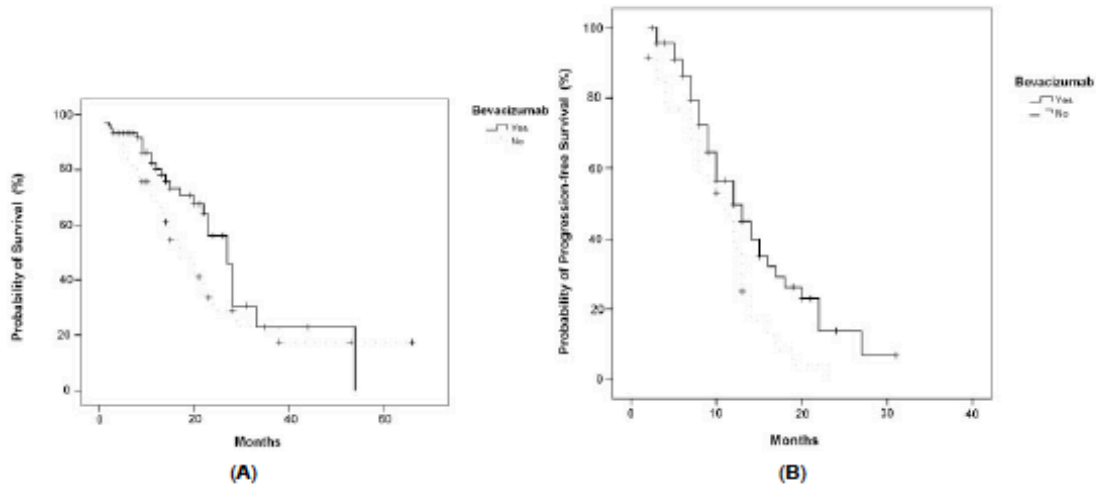 Bevacizumab
Yes
No
Probability of Survival (%)
100
80
60
40
20
0
0
20
40
60
Months
(A)
Bevacizumab
Yes
No
Probability of Progression-free Survival (%)
100
80
60
40
20
0
0
10
20
30
40
Months
(B)